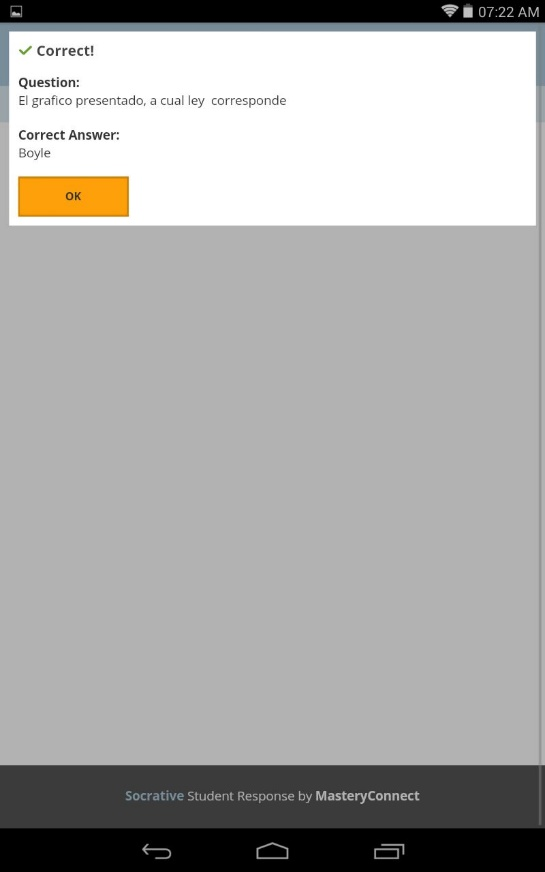 07:22 AM
Correct!
Question:
El grafico presentado, a cual ley  corresponde
Correct Answer:
Boyle
OK
Socrative Student Response by MasteryConnect